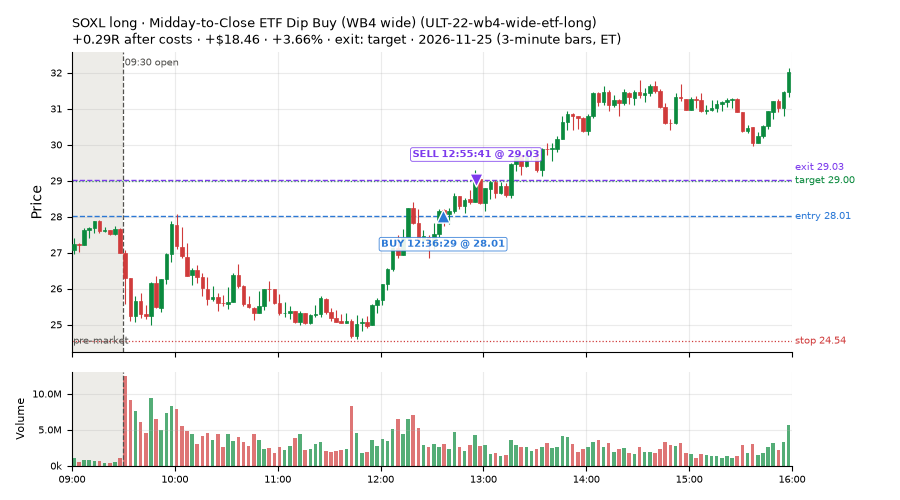 SOXL long · Midday-to-Close ETF Dip Buy (WB4 wide) (ULT-22-wb4-wide-etf-long)
+0.29R after costs · +$18.46 · +3.66% · exit: target · 2026-11-25 (3-minute bars, ET)
09:30 open
32
31
30
29
28
27
26
25
Price
SELL 12:55:41 @ 29.03
BUY 12:36:29 @ 28.01
exit 29.03
target 29.00
entry 28.01
stop 24.54
pre-market
10.0M
5.0M
0k
Volume
09:00
10:00
11:00
12:00
13:00
14:00
15:00
16:00